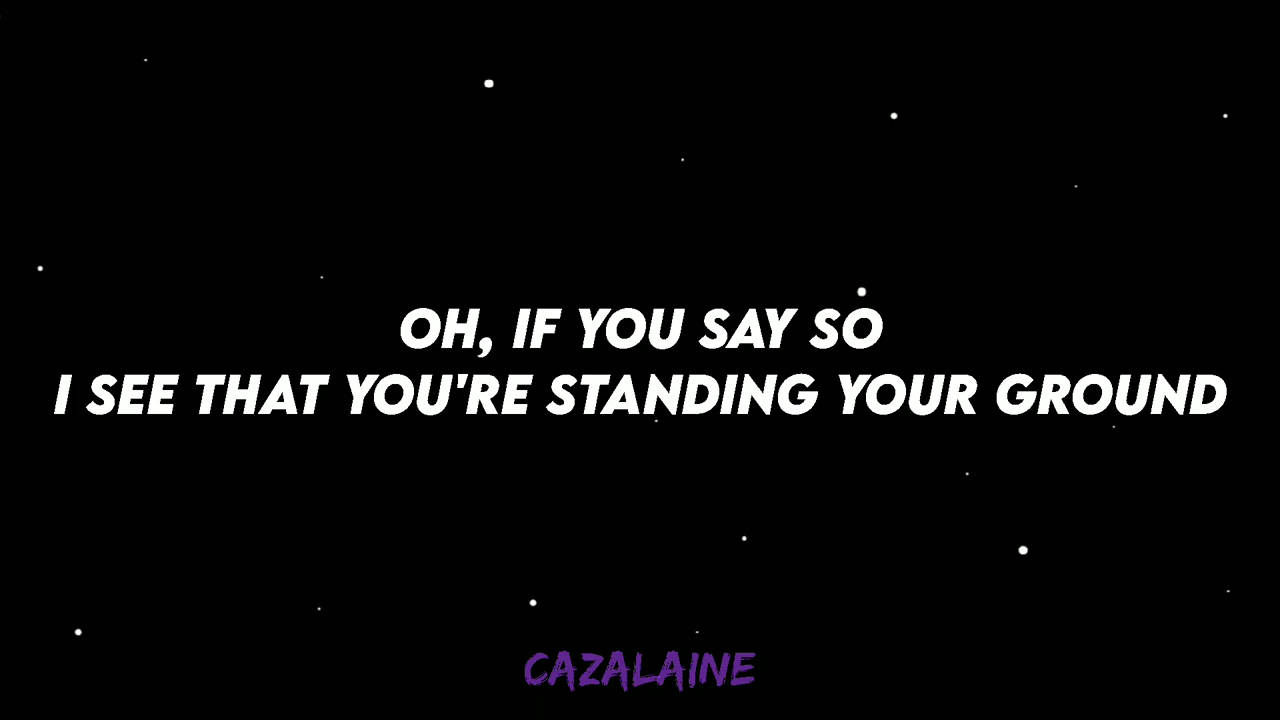 OH, IF YOU SAY SO
I SEE THAT YOU'RE STANDING YOUR GROUND
CAZALAINE